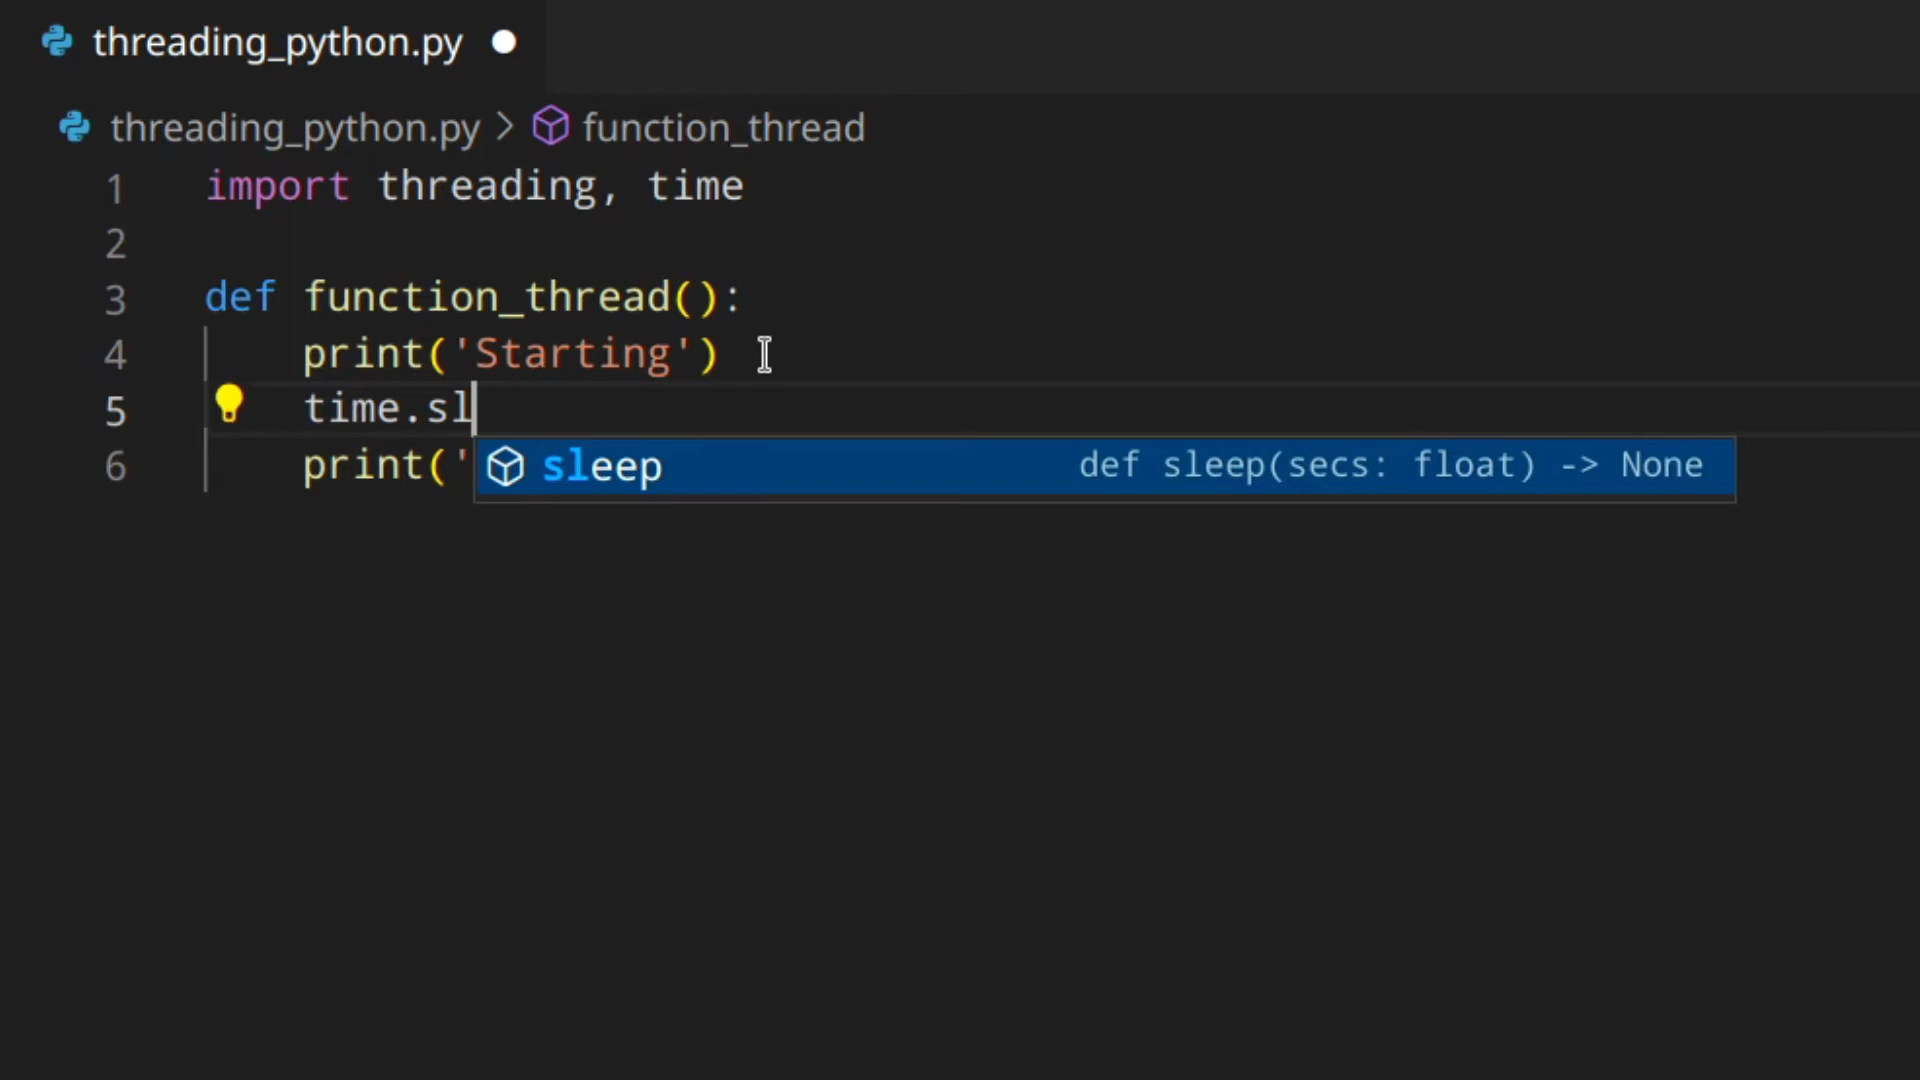 threading_python.py
threading_python.py > function_thread
1 import threading, time
2
3 def function_thread():
4     print('Starting')
5     time.sl
sleep def sleep(secs: float) -> None
6     print('